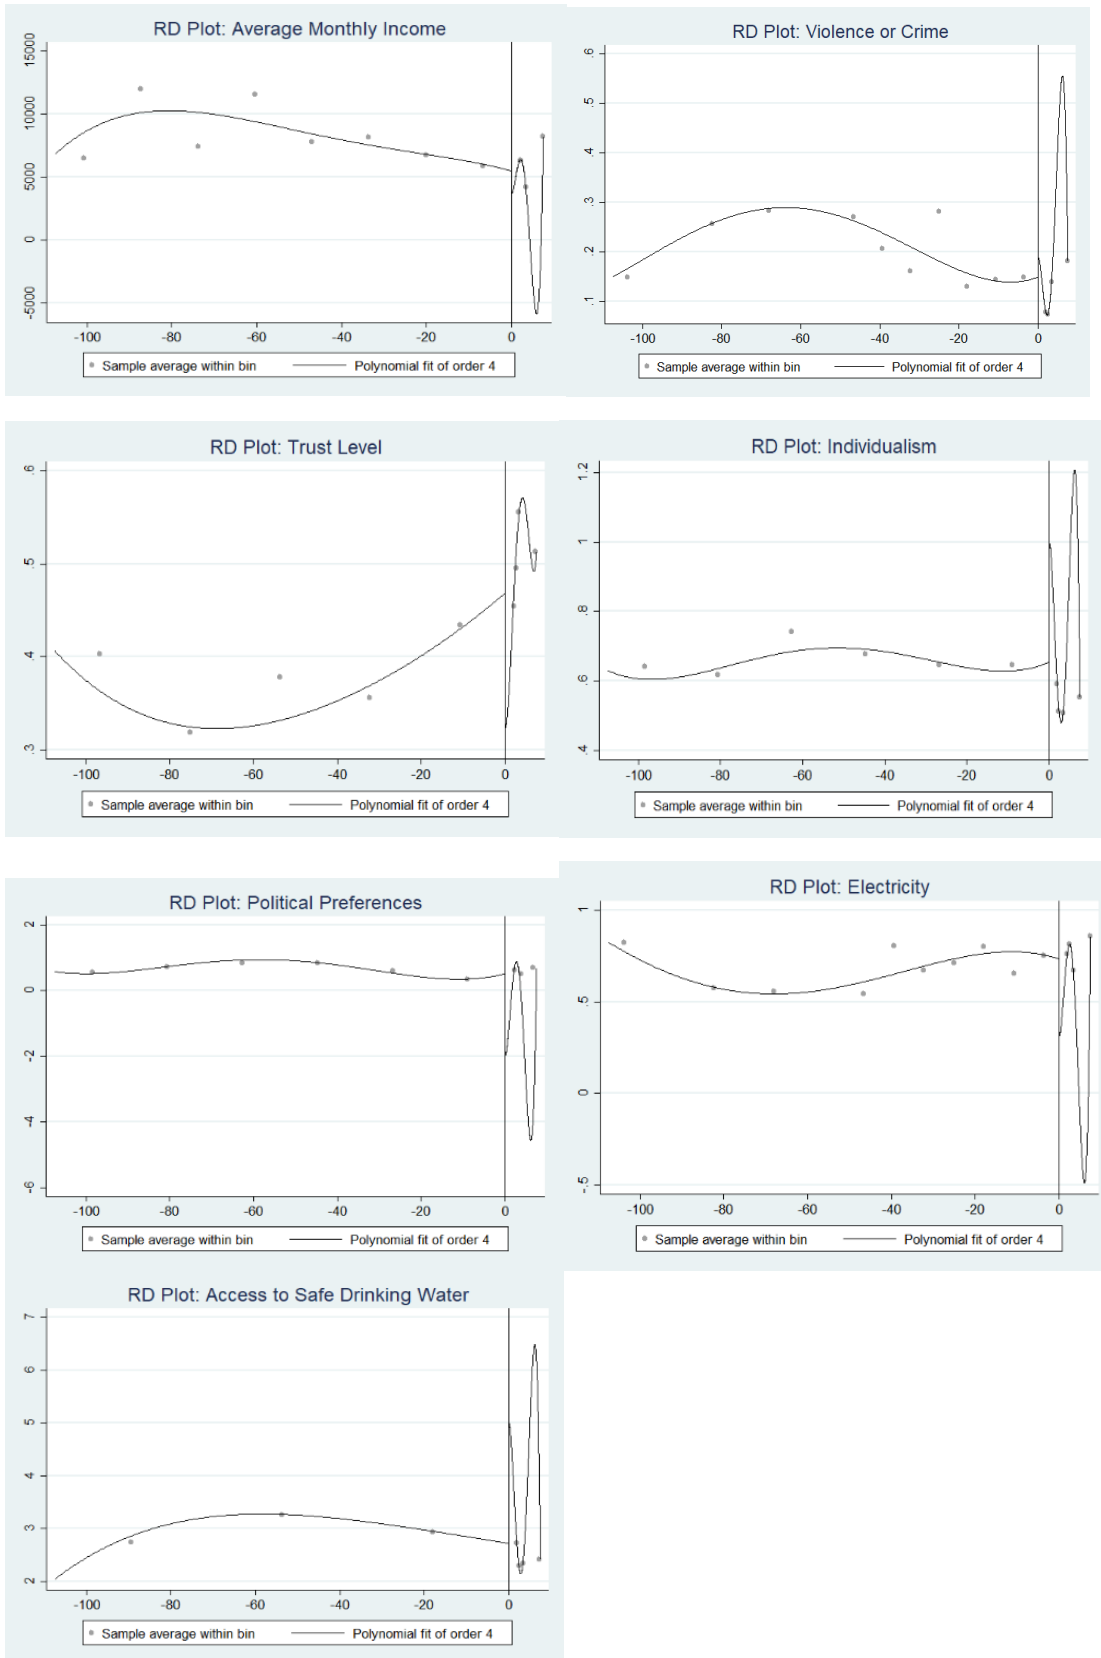 RD Plot: Average Monthly Income
15000
10000
5000
0
-5000
-100 -80 -60 -40 -20 0
Sample average within bin Polynomial fit of order 4
RD Plot: Violence or Crime
.6
.5
.4
.3
.2
.1
-100 -80 -60 -40 -20 0
Sample average within bin Polynomial fit of order 4
RD Plot: Trust Level
.6
.5
.4
.3
-100 -80 -60 -40 -20 0
Sample average within bin Polynomial fit of order 4
RD Plot: Individualism
1.2
1
.8
.6
.4
-100 -80 -60 -40 -20 0
Sample average within bin Polynomial fit of order 4
RD Plot: Political Preferences
2
0
-2
-4
-6
-100 -80 -60 -40 -20 0
Sample average within bin Polynomial fit of order 4
RD Plot: Electricity
1
.5
0
-.5
-100 -80 -60 -40 -20 0
Sample average within bin Polynomial fit of order 4
RD Plot: Access to Safe Drinking Water
7
6
5
4
3
2
-100 -80 -60 -40 -20 0
Sample average within bin Polynomial fit of order 4